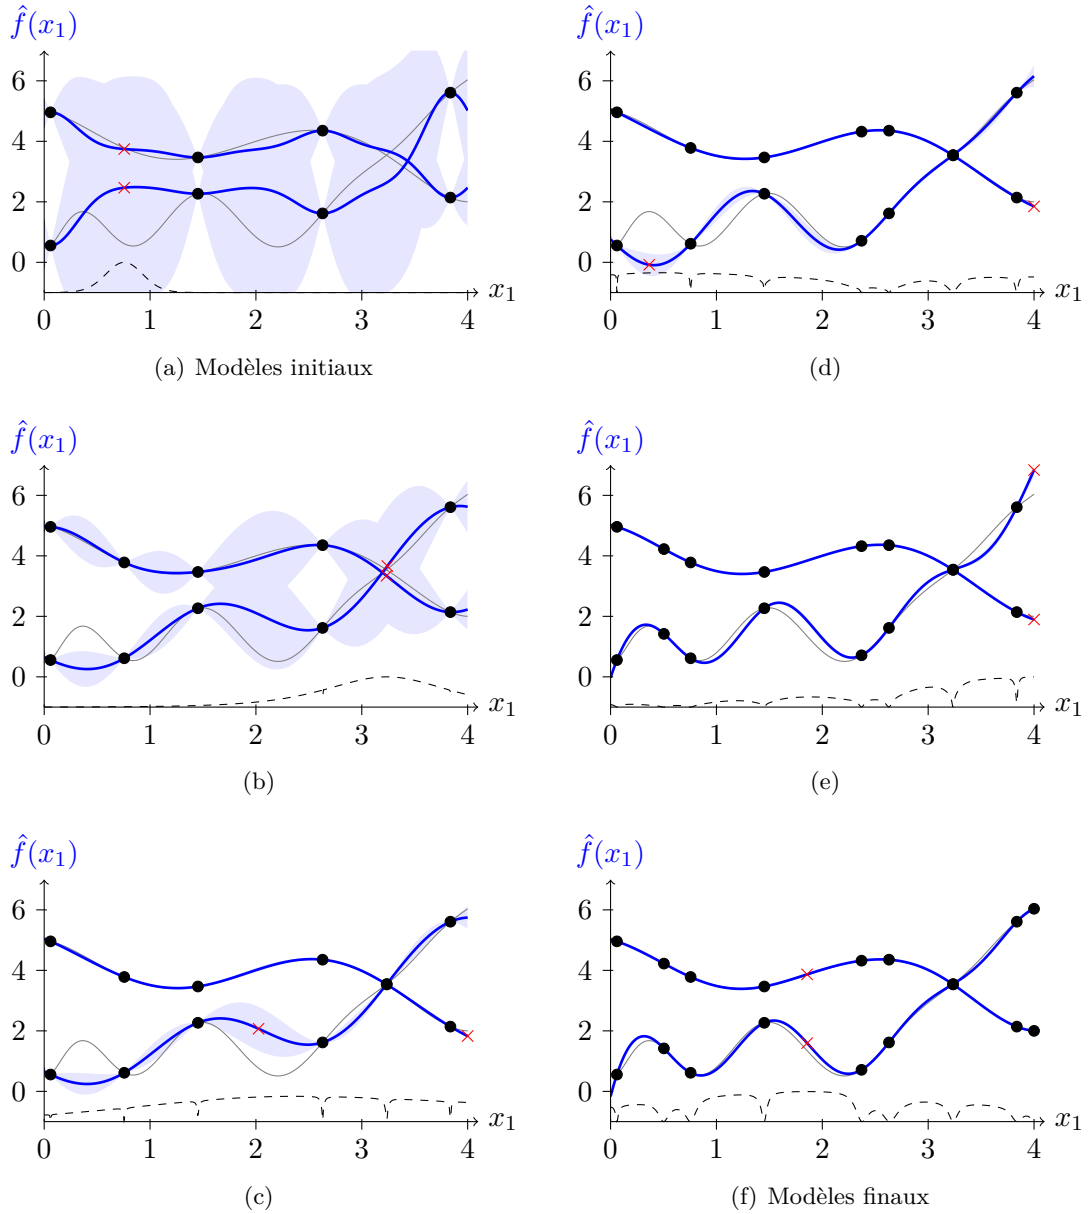 f̂(x₁)
6
4
2
0
0 1 2 3 4 x₁
(a) Modèles initiaux
f̂(x₁)
6
4
2
0
0 1 2 3 4 x₁
(b)
f̂(x₁)
6
4
2
0
0 1 2 3 4 x₁
(c)
f̂(x₁)
6
4
2
0
0 1 2 3 4 x₁
(d)
f̂(x₁)
6
4
2
0
0 1 2 3 4 x₁
(e)
f̂(x₁)
6
4
2
0
0 1 2 3 4 x₁
(f) Modèles finaux